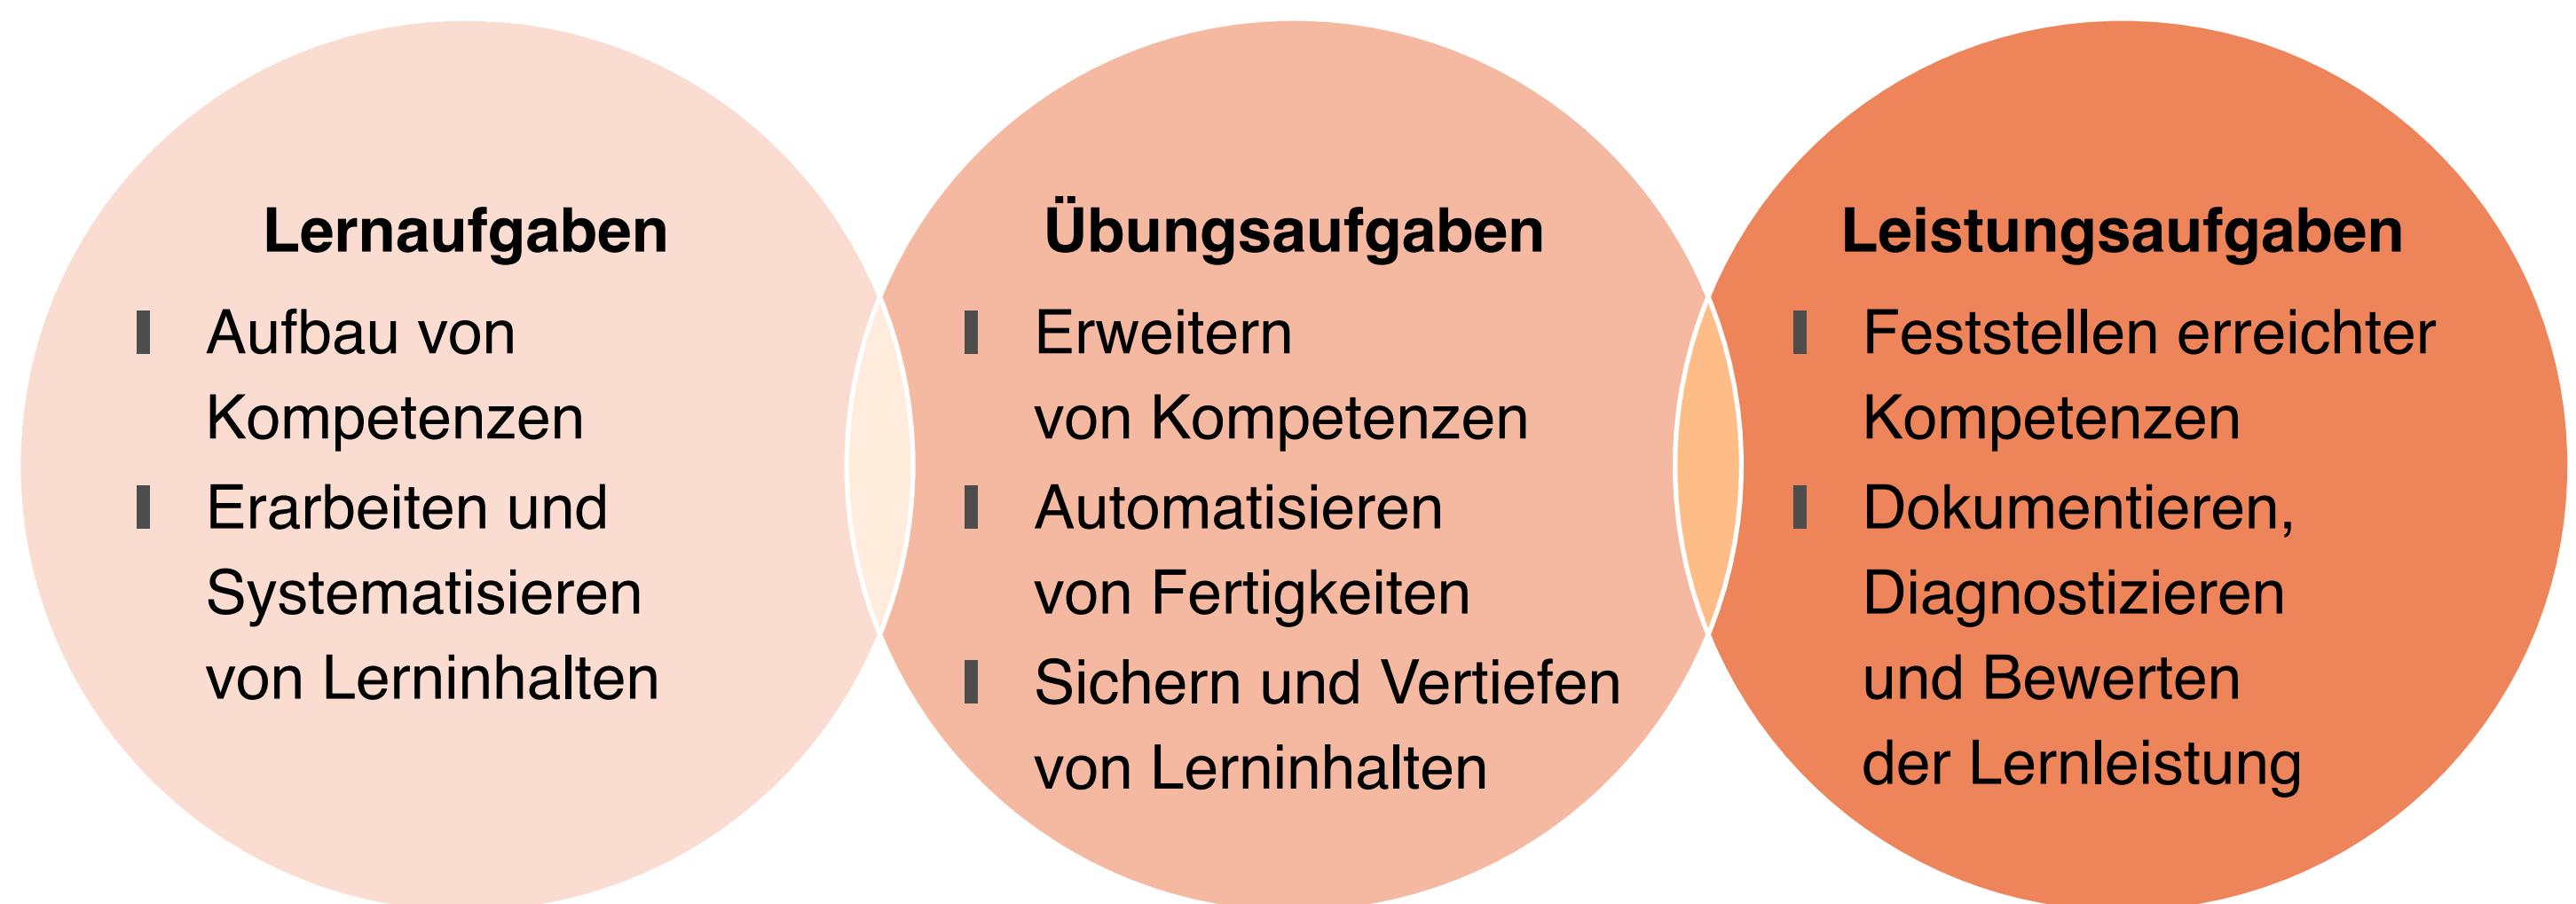 Lernaufgaben
Aufbau von
Kompetenzen
Erarbeiten und
Systematisieren
von Lerninhalten
Übungsaufgaben
Erweitern
von Kompetenzen
Automatisieren
von Fertigkeiten
Sichern und Vertiefen
von Lerninhalten
Leistungsaufgaben
Feststellen erreichter
Kompetenzen
Dokumentieren,
Diagnostizieren
und Bewerten
der Lernleistung